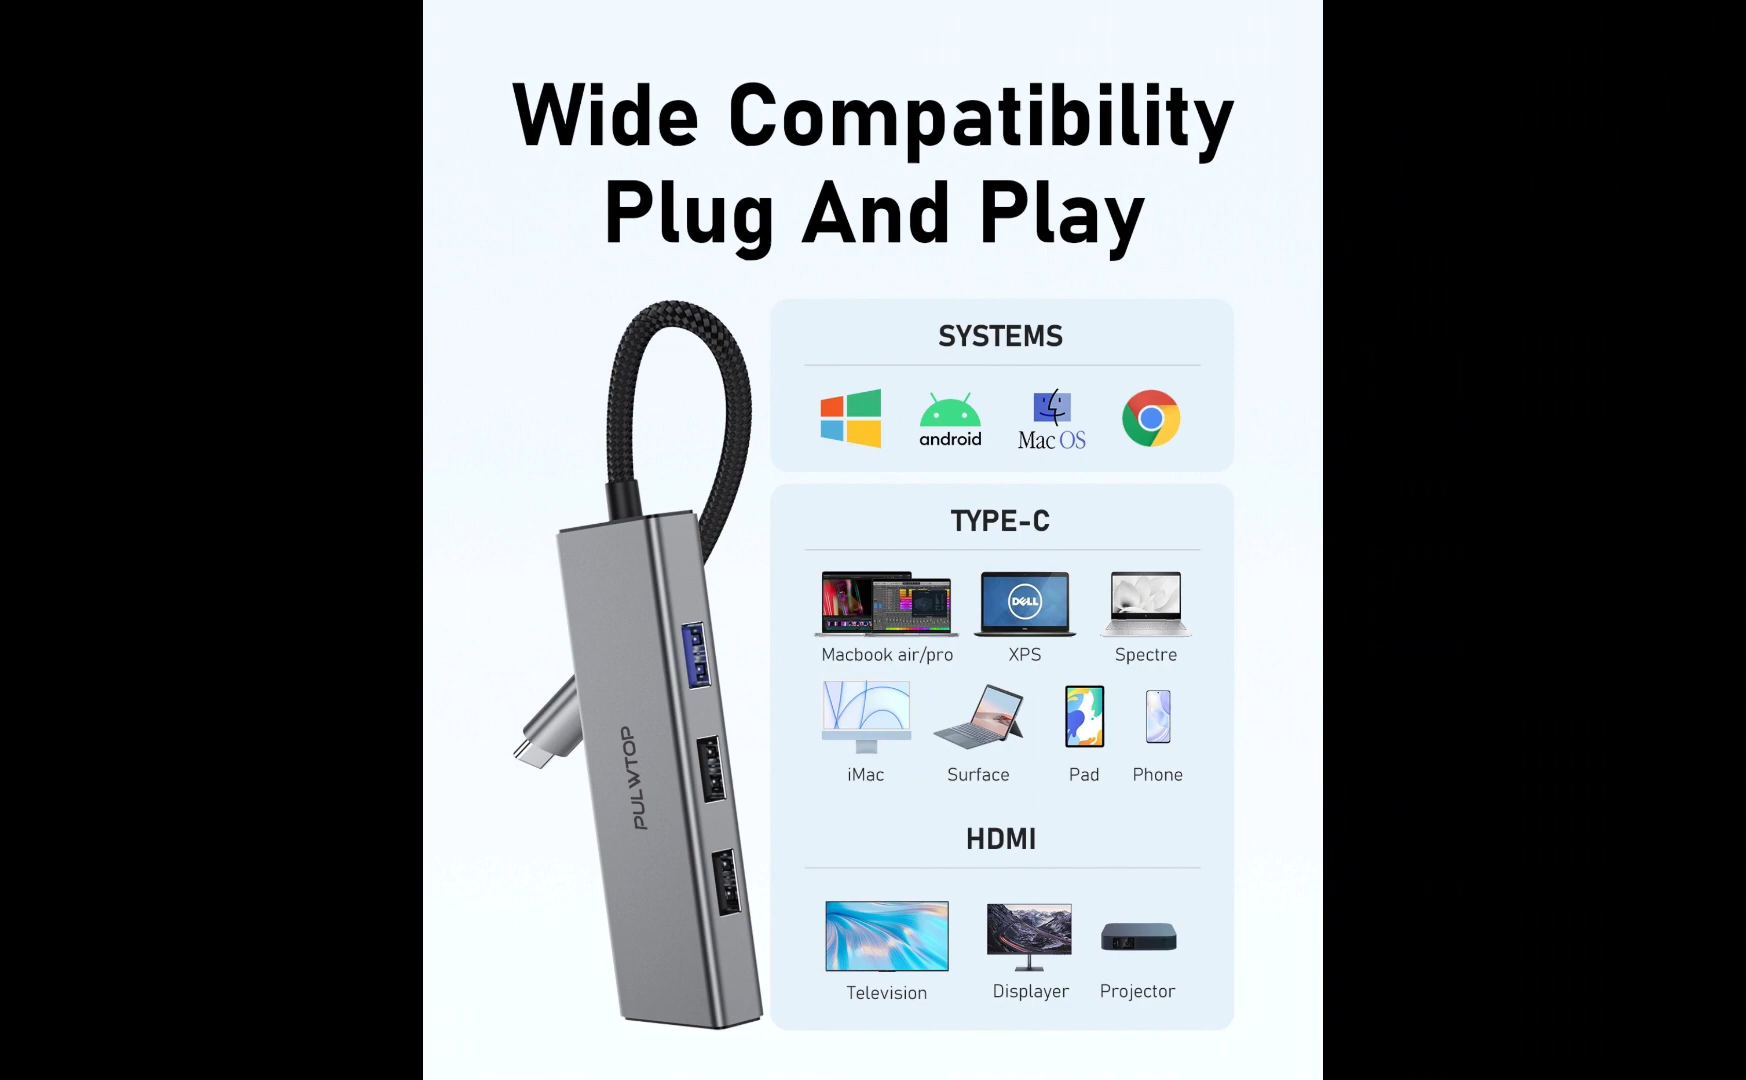 Wide Compatibility
Plug And Play
SYSTEMS
android
Mac OS
TYPE-C
DELL
Macbook air/pro
XPS
Spectre
iMac
Surface
Pad
Phone
PULWTOP
HDMI
Television
Displayer
Projector